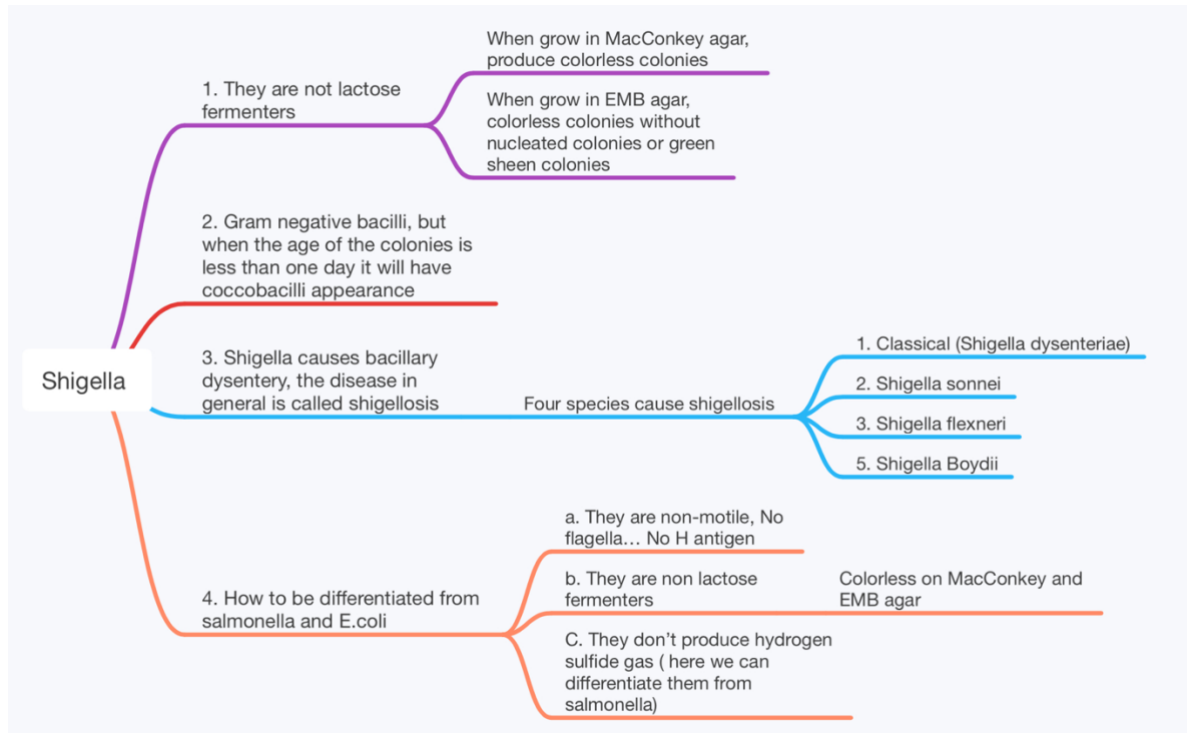 Shigella
1. They are not lactose
fermenters
When grow in MacConkey agar,
produce colorless colonies
When grow in EMB agar,
colorless colonies without
nucleated colonies or green
sheen colonies
2. Gram negative bacilli, but
when the age of the colonies is
less than one day it will have
coccobacilli appearance
3. Shigella causes bacillary
dysentery, the disease in
general is called shigellosis
Four species cause shigellosis
1. Classical (Shigella dysenteriae)
2. Shigella sonnei
3. Shigella flexneri
5. Shigella Boydii
4. How to be differentiated from
salmonella and E.coli
a. They are non-motile, No
flagella... No H antigen
b. They are non lactose
fermenters
Colorless on MacConkey and
EMB agar
C. They don’t produce hydrogen
sulfide gas ( here we can
differentiate them from
salmonella)